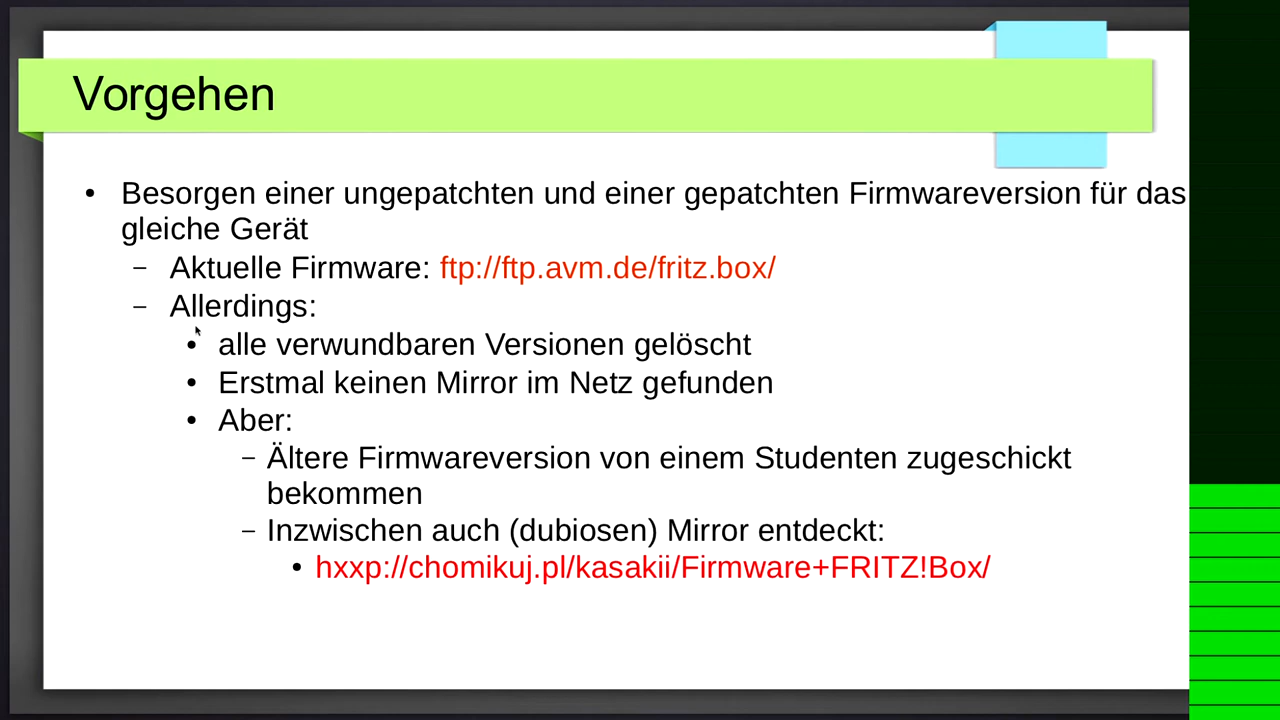 Vorgehen
• Besorgen einer ungepatchten und einer gepatchten Firmwareversion für das
gleiche Gerät
– Aktuelle Firmware: ftp://ftp.avm.de/fritz.box/
– Allerdings:
• alle verwundbaren Versionen gelöscht
• Erstmal keinen Mirror im Netz gefunden
• Aber:
– Ältere Firmwareversion von einem Studenten zugeschickt
bekommen
– Inzwischen auch (dubiosen) Mirror entdeckt:
• hxxp://chomikuj.pl/kasakii/Firmware+FRITZ!Box/